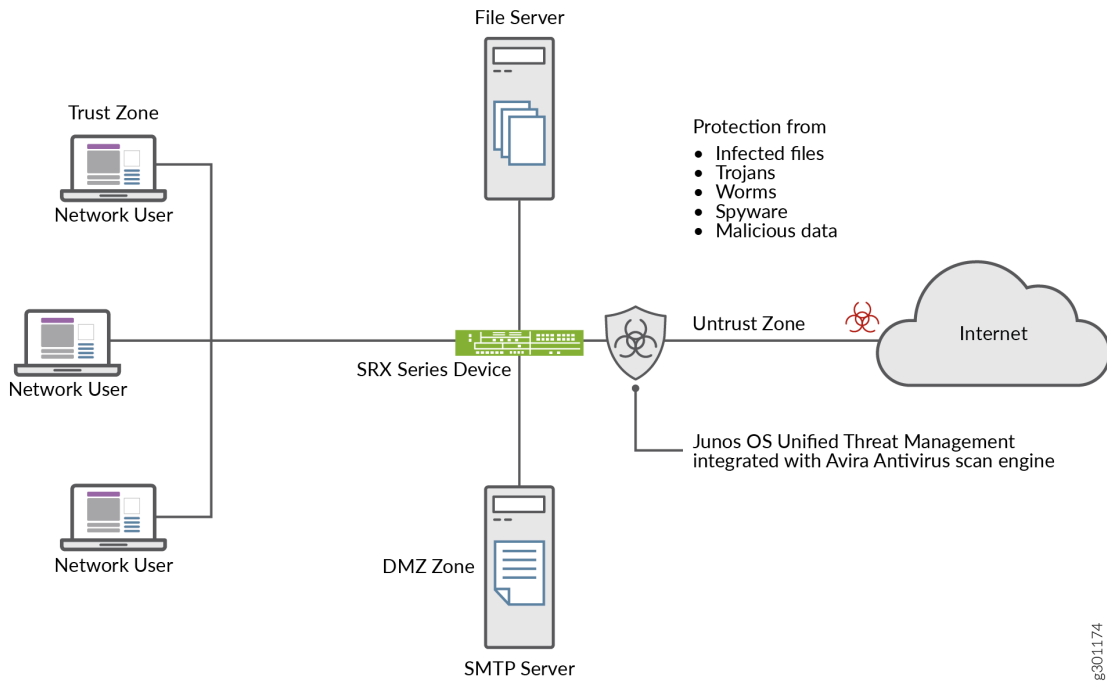 File Server
Trust Zone
Network User
Protection from
• Infected files
• Trojans
• Worms
• Spyware
• Malicious data
Untrust Zone
Internet
SRX Series Device
Network User
Junos OS Unified Threat Management
integrated with Avira Antivirus scan engine
Network User
DMZ Zone
SMTP Server
g301174